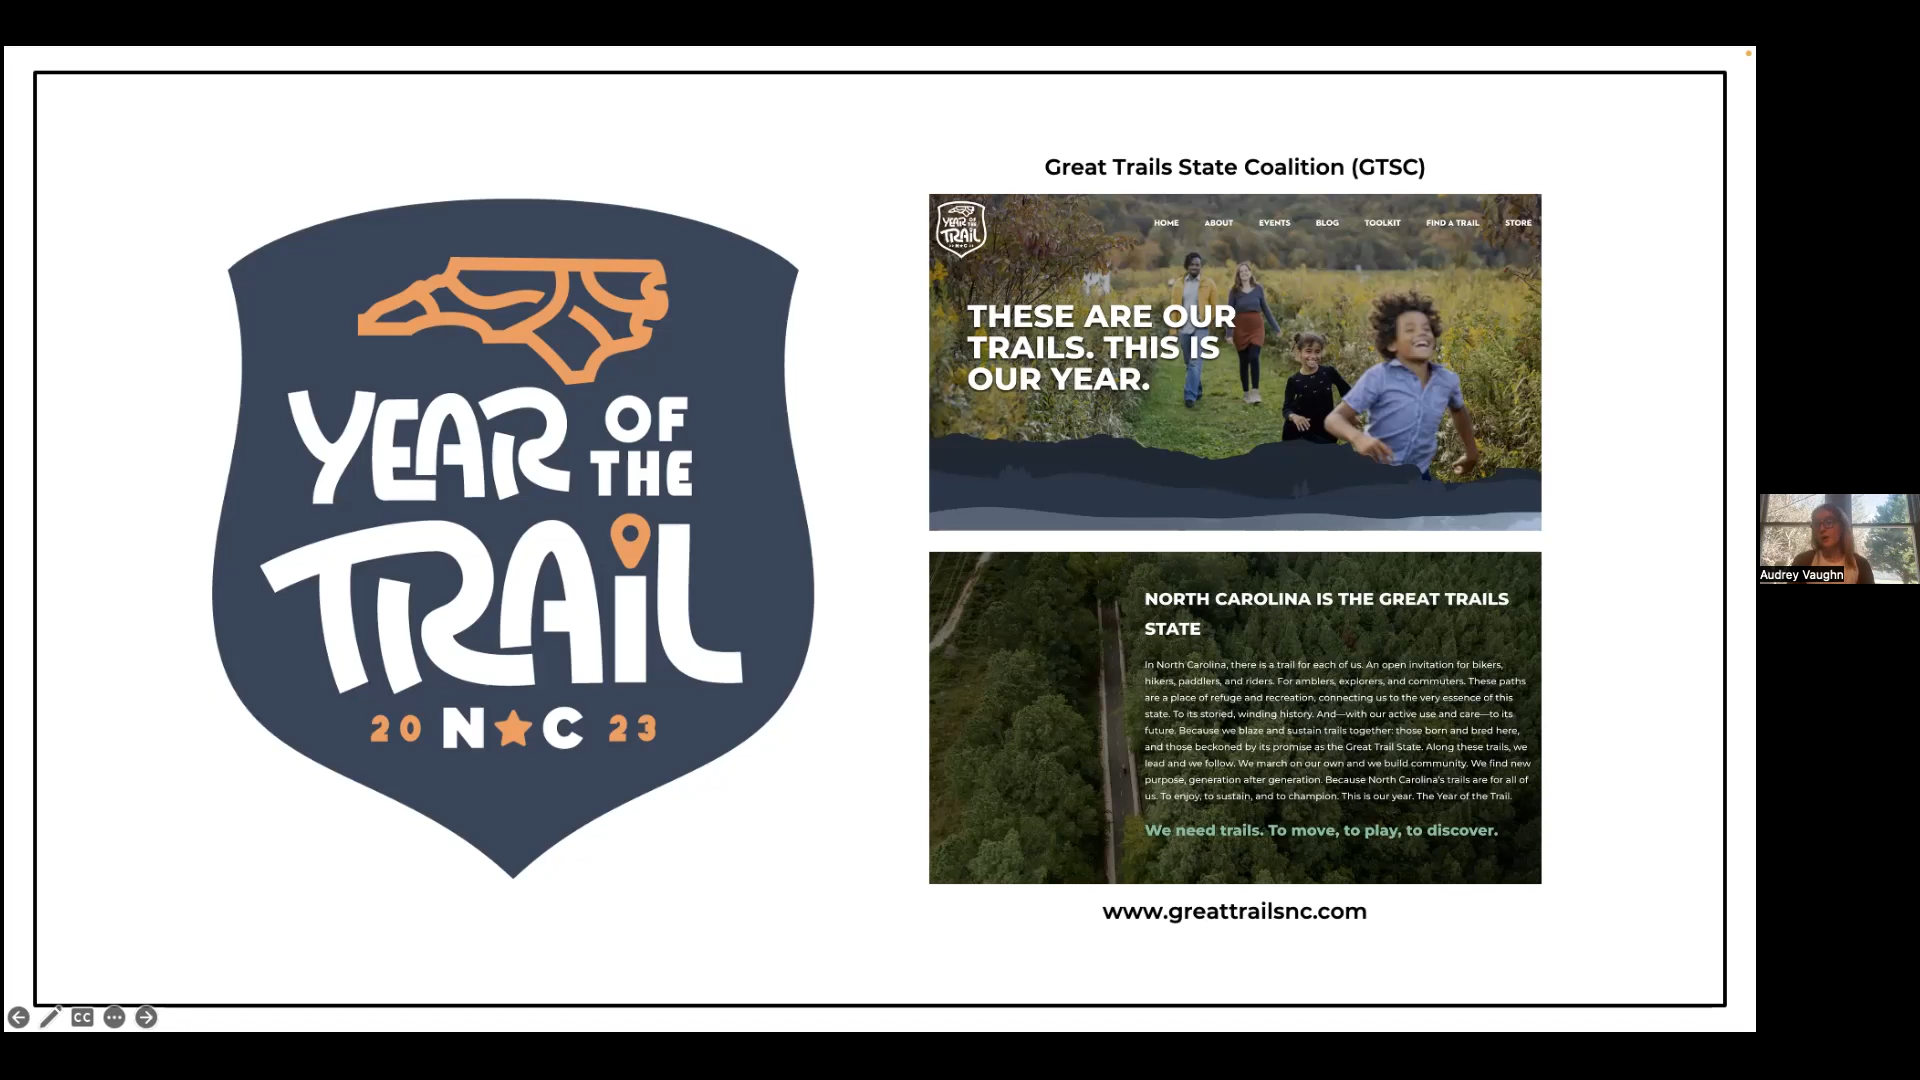 YEAR OF
THE
TRAIL
20 N C 23
Great Trails State Coalition (GTSC)
YEAR OF THE
TRAIL
HOME ABOUT EVENTS BLOG TOOLKIT FIND A TRAIL STORE
THESE ARE OUR
TRAILS. THIS IS
OUR YEAR.
NORTH CAROLINA IS THE GREAT TRAILS
STATE
In North Carolina, there is a trail for each of us. An open invitation for bikers,
hikers, paddlers, and riders. For amblers, explorers, and commuters. These paths
are a place of refuge and recreation, connecting us to the very essence of this
state. To its storied, winding history. And—with our active use and care—to its
future. Because we blaze and sustain trails together: those born and bred here,
and those beckoned by its promise as the Great Trail State. Along these trails, we
lead and we follow. We march on our own and we build community. We find new
purpose, generation after generation. Because North Carolina's trails are for all of
us. To enjoy, to sustain, and to champion. This is our year. The Year of the Trail.
We need trails. To move, to play, to discover.
www.greattrailsnc.com
Audrey Vaughn
CC